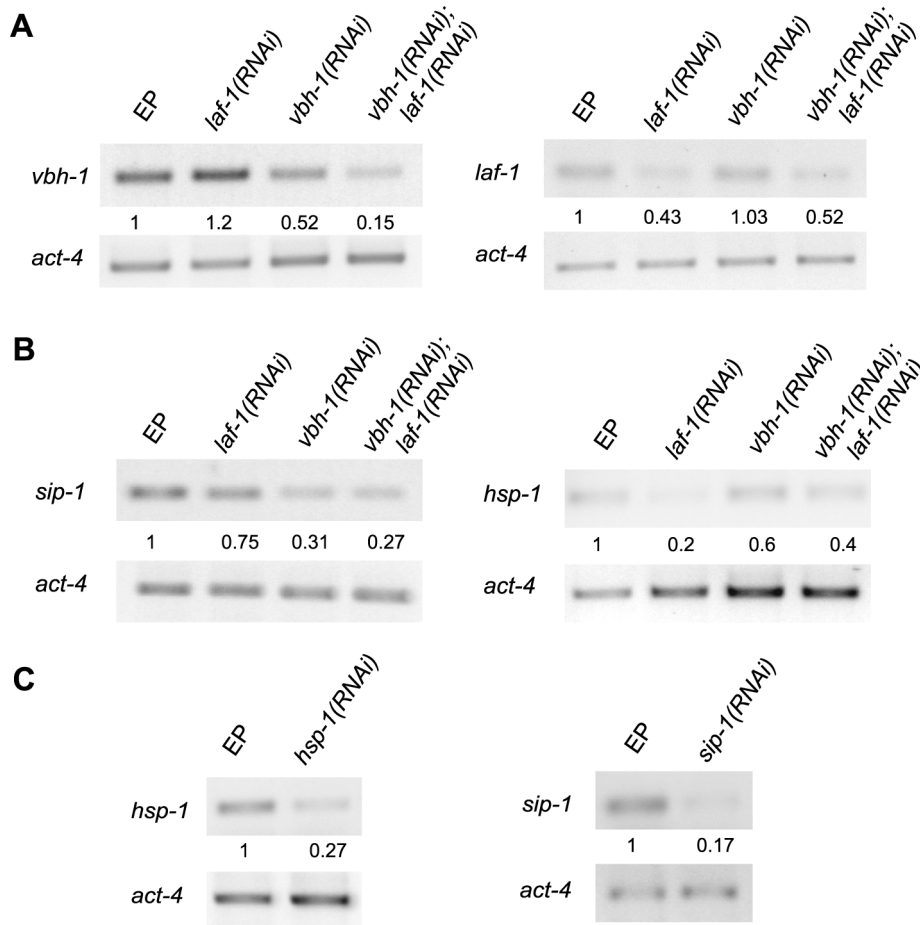 A
EP
laf-1(RNAi)
vbh-1(RNAi)
vbh-1(RNAi);
laf-1(RNAi)
vbh-1
1 1.2 0.52 0.15
act-4
EP
laf-1(RNAi)
vbh-1(RNAi)
vbh-1(RNAi);
laf-1(RNAi)
laf-1
1 0.43 1.03 0.52
act-4
B
EP
laf-1(RNAi)
vbh-1(RNAi)
vbh-1(RNAi);
laf-1(RNAi)
sip-1
1 0.75 0.31 0.27
act-4
EP
laf-1(RNAi)
vbh-1(RNAi)
vbh-1(RNAi);
laf-1(RNAi)
hsp-1
1 0.2 0.6 0.4
act-4
C
EP
hsp-1(RNAi)
hsp-1
1 0.27
act-4
EP
sip-1(RNAi)
sip-1
1 0.17
act-4